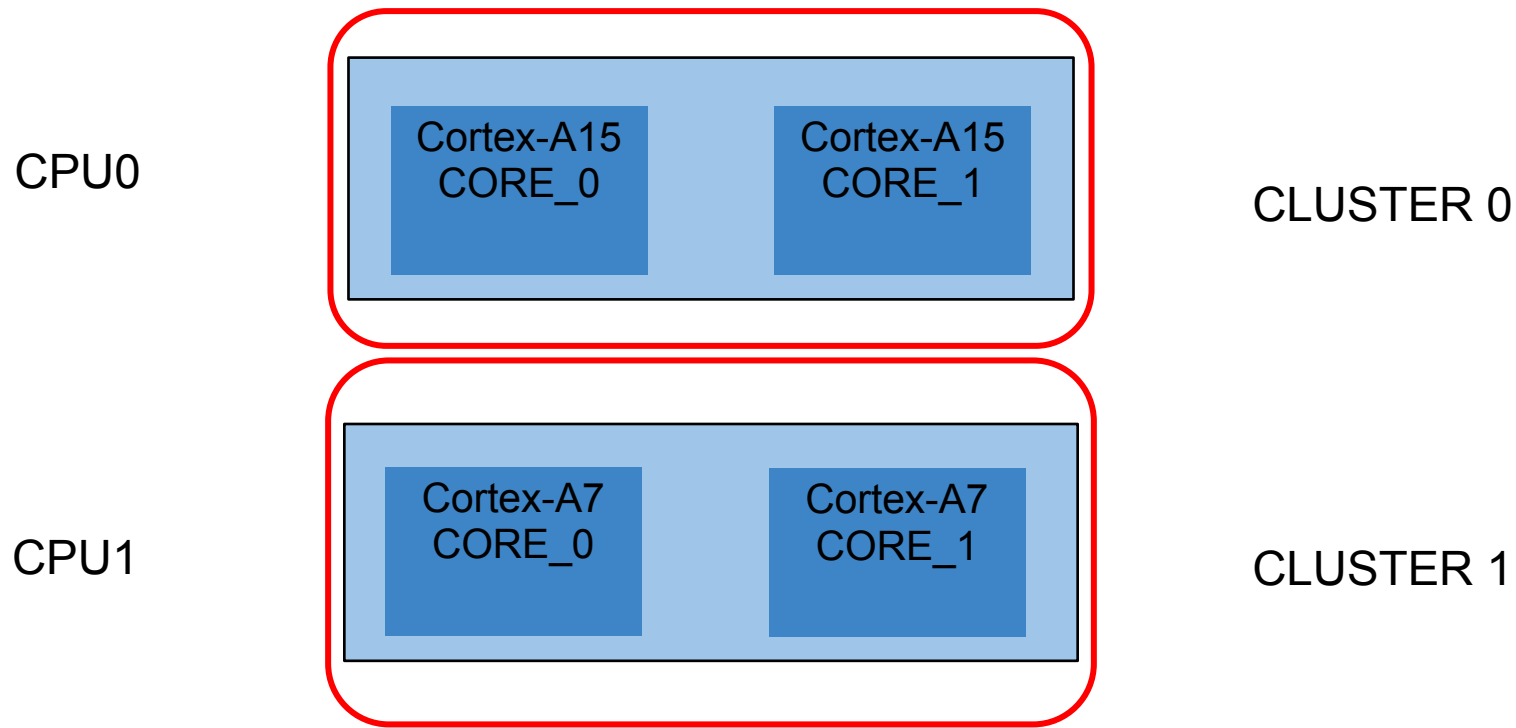 CPU0
Cortex-A15
CORE_0
Cortex-A15
CORE_1
CLUSTER 0
CPU1
Cortex-A7
CORE_0
Cortex-A7
CORE_1
CLUSTER 1